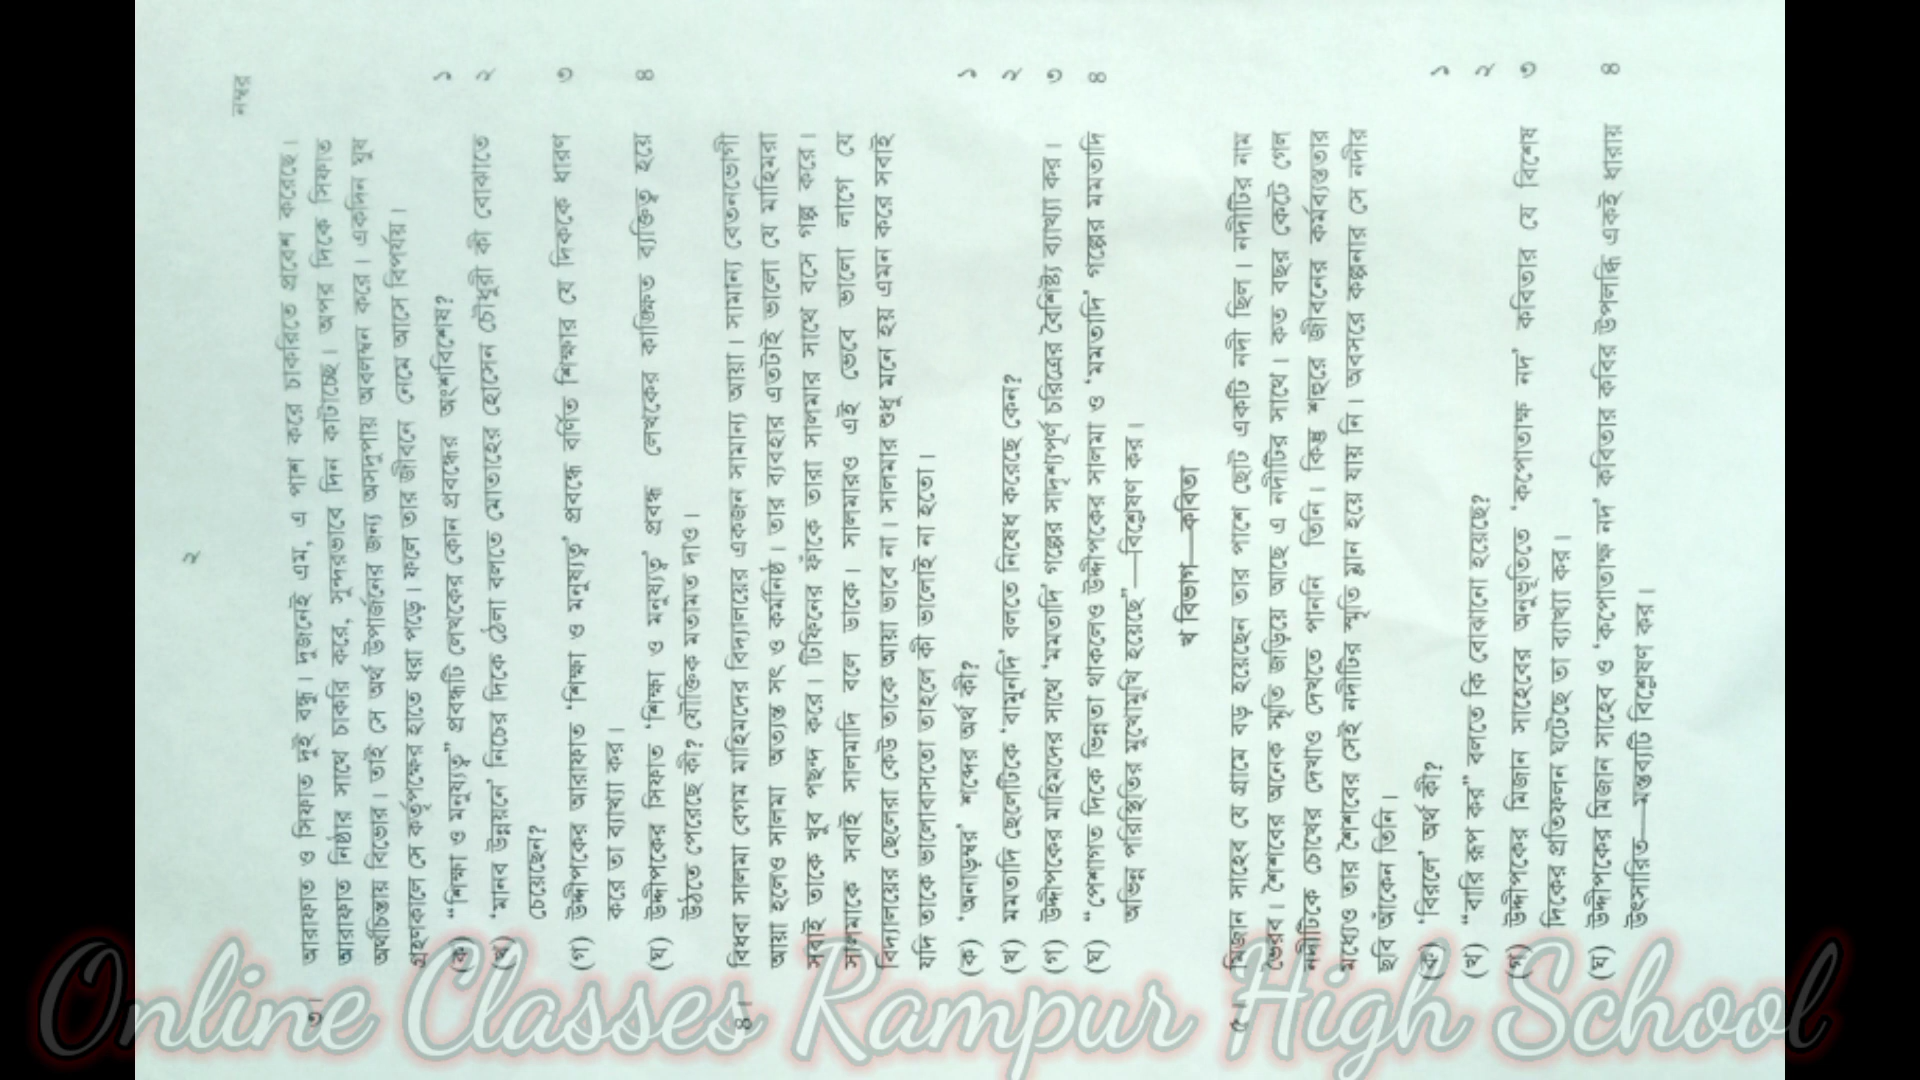 ২
নম্বর
৩। আরাফাত ও সিফাত দুই বন্ধু। দুজনেই এম, এ পাশ করে চাকরিতে প্রবেশ করেছে।
আরাফাত নিষ্ঠার সাথে চাকরি করে, সুন্দরভাবে দিন কাটাচ্ছে। অপর দিকে সিফাত
অর্থচিন্তায় বিভোর। তাই সে অর্থ উপার্জনের জন্য অসদুপায় অবলম্বন করে। একদিন ঘুষ
গ্রহণকালে সে কর্তৃপক্ষের হাতে ধরা পড়ে। ফলে তার জীবনে নেমে আসে বিপর্যয়।
(ক) “শিক্ষা ও মনুষ্যত্ব” প্রবন্ধটি লেখকের কোন প্রবন্ধের অংশবিশেষ? ১
(খ) ‘মানব উন্নয়নে’ নিচের দিকে ঠেলা বলতে মোতাহের হোসেন চৌধুরী কী বোঝাতে ২
চেয়েছেন?
(গ) উদ্দীপকের আরাফাত ‘শিক্ষা ও মনুষ্যত্ব’ প্রবন্ধে বর্ণিত শিক্ষার যে দিককে ধারণ ৩
করে তা ব্যাখ্যা কর।
(ঘ) উদ্দীপকের সিফাত ‘শিক্ষা ও মনুষ্যত্ব’ প্রবন্ধ লেখকের কাঙ্ক্ষিত ব্যক্তিত্ব হয়ে ৪
উঠতে পেরেছে কী? যৌক্তিক মতামত দাও।
৪। বিধবা সালমা বেগম মাহিমদের বিদ্যালয়ের একজন সামান্য আয়া। সামান্য বেতনভোগী
আয়া হলেও সালমা অত্যন্ত সৎ ও কর্মনিষ্ঠ। তার ব্যবহার এতটাই ভালো যে মাহিমরা
সবাই তাকে খুব পছন্দ করে। টিফিনের ফাঁকে তারা সালমার সাথে বসে গল্প করে।
সালমাকে সবাই সালমাদি বলে ডাকে। সালমারও এই ভেবে ভালো লাগে যে
বিদ্যালয়ের ছেলেরা কেউ তাকে আয়া ভাবে না। সালমার শুধু মনে হয় এমন করে সবাই
যদি তাকে ভালোবাসতো তাহলে কী ভালোই না হতো।
(ক) ‘অনাড়ম্বর’ শব্দের অর্থ কী? ১
(খ) মমতাদি ছেলেটিকে ‘বামুনদি’ বলতে নিষেধ করেছে কেন? ২
(গ) উদ্দীপকের মাহিমদের সাথে ‘মমতাদি’ গল্পের সাদৃশ্যপূর্ণ চরিত্রের বৈশিষ্ট্য ব্যাখ্যা কর। ৩
(ঘ) “পেশাগত দিকে ভিন্নতা থাকলেও উদ্দীপকের সালমা ও ‘মমতাদি’ গল্পের মমতাদি ৪
অভিন্ন পরিস্থিতির মুখোমুখি হয়েছে”—বিশ্লেষণ কর।
খ বিভাগ—কবিতা
৫। মিজান সাহেব যে গ্রামে বড় হয়েছেন তার পাশে ছোট একটি নদী ছিল। নদীটির নাম
ভৈরব। শৈশবের অনেক স্মৃতি জড়িয়ে আছে এ নদীটির সাথে। কত বছর কেটে গেল
নদীটিকে চোখের দেখাও দেখতে পাননি তিনি। কিন্তু শহুরে জীবনের কর্মব্যস্ততার
মধ্যেও তার শৈশবের সেই নদীটির স্মৃতি ম্লান হয়ে যায় নি। অবসরে কল্পনার সে নদীর
ছবি আঁকেন তিনি।
(ক) ‘বিরলে’ অর্থ কী? ১
(খ) “বারি রূপ কর” বলতে কি বোঝানো হয়েছে? ২
(গ) উদ্দীপকের মিজান সাহেবের অনুভূতিতে ‘কপোতাক্ষ নদ’ কবিতার যে বিশেষ ৩
দিকের প্রতিফলন ঘটেছে তা ব্যাখ্যা কর।
(ঘ) উদ্দীপকের মিজান সাহেব ও ‘কপোতাক্ষ নদ’ কবিতার কবির উপলব্ধি একই ধারায় ৪
উৎসারিত—মন্তব্যটি বিশ্লেষণ কর।
Online Classes Rampur High School